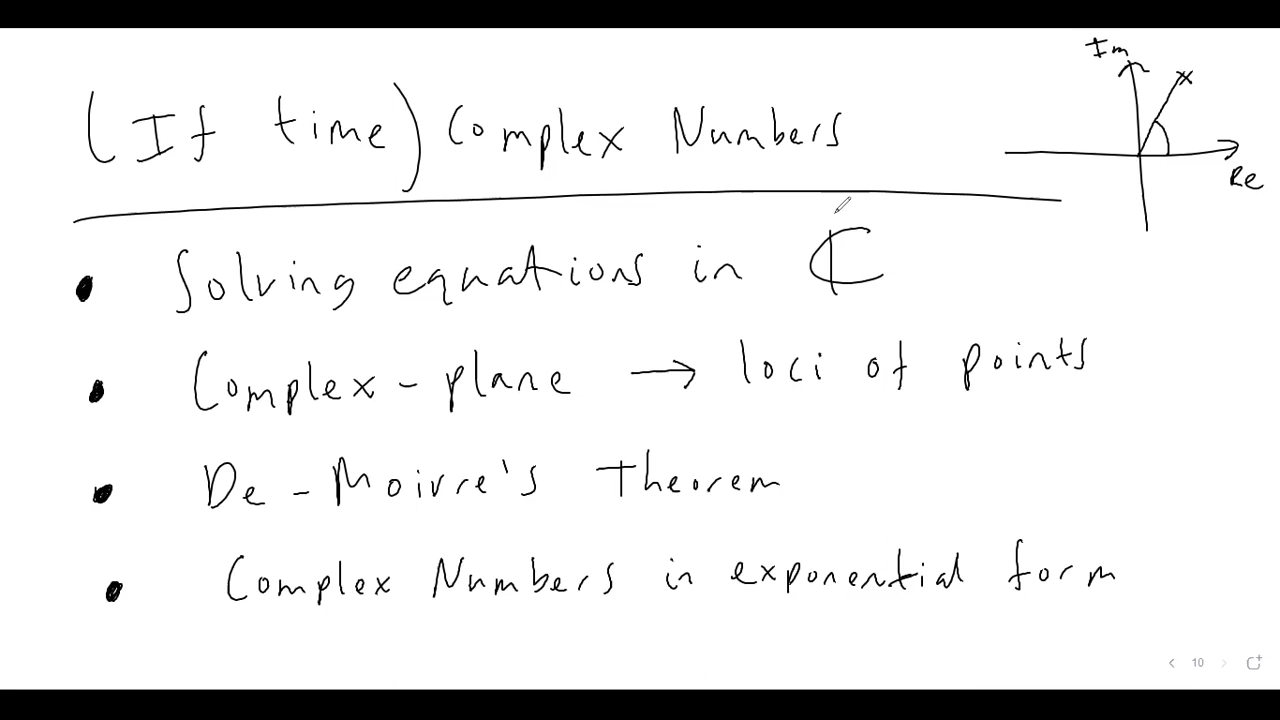 Im
(If time) Complex Numbers
Re
• Solving equations in ℂ
• Complex-plane → loci of points
• De-Moivre's Theorem
• Complex Numbers in exponential form
< 10 >